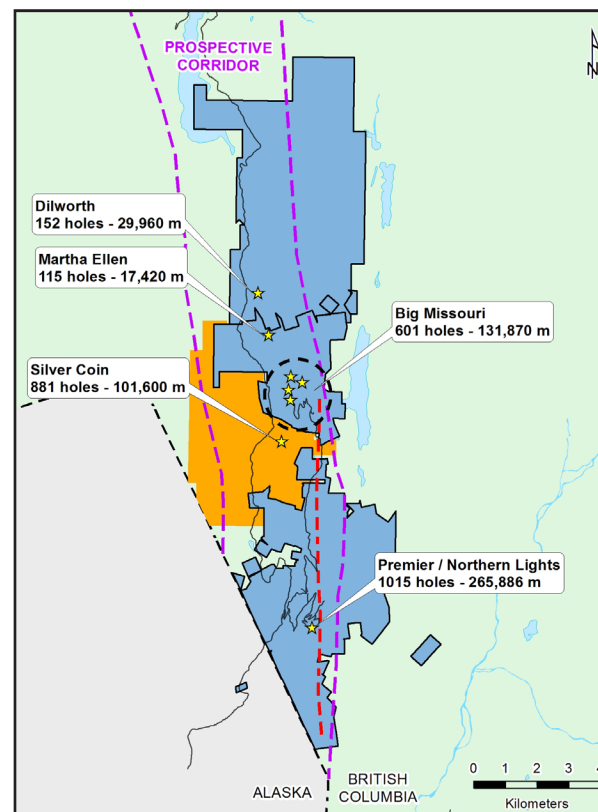 PROSPECTIVE
CORRIDOR
N
Dilworth
152 holes - 29,960 m
Martha Ellen
115 holes - 17,420 m
Big Missouri
601 holes - 131,870 m
Silver Coin
881 holes - 101,600 m
Premier / Northern Lights
1015 holes - 265,886 m
ALASKA
BRITISH
COLUMBIA
0 1 2 3 4
Kilometers